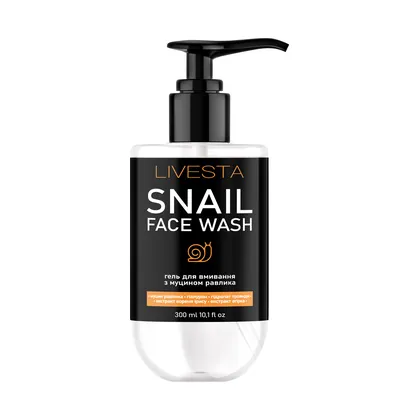 LIVESTA
SNAIL
FACE WASH
гель для вмивання
з муцином равлика
300 ml 10,1 fl oz